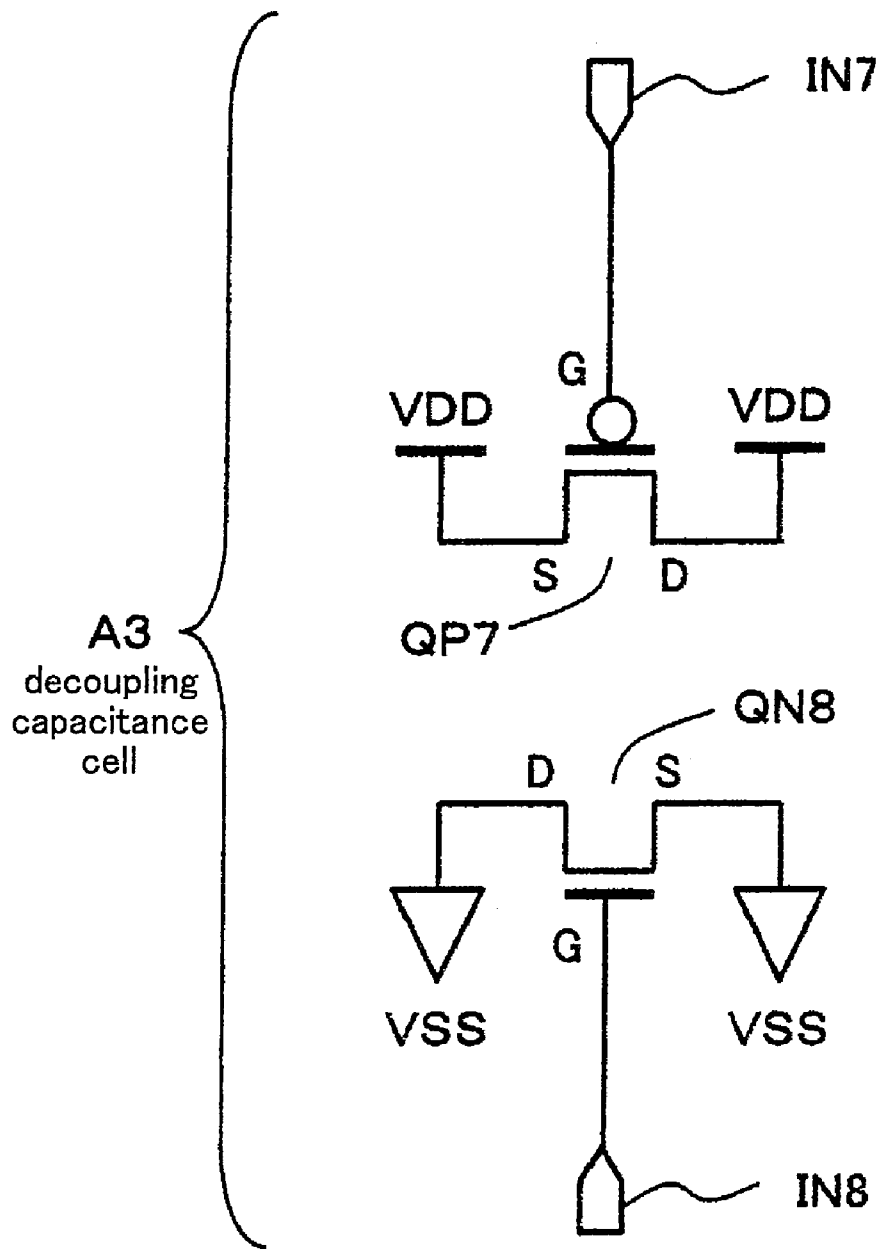 IN7
G
VDD
VDD
S
D
QP7
A3
decoupling
capacitance
cell
QN8
D
S
G
VSS
VSS
IN8